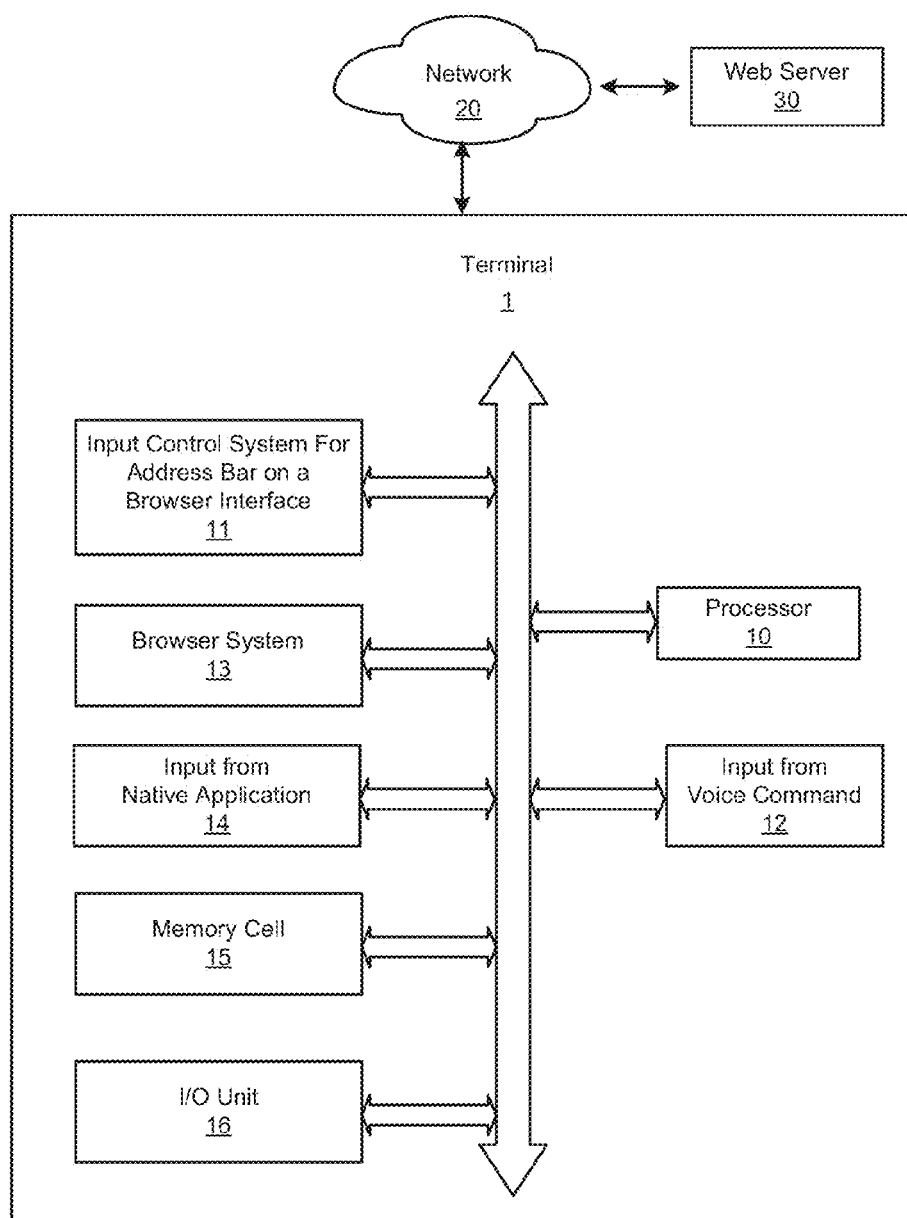 Network
20
Web Server
30
Terminal
1
Input Control System For
Address Bar on a
Browser Interface
11
Processor
10
Browser System
13
Input from
Native Application
14
Input from
Voice Command
12
Memory Cell
15
I/O Unit
16